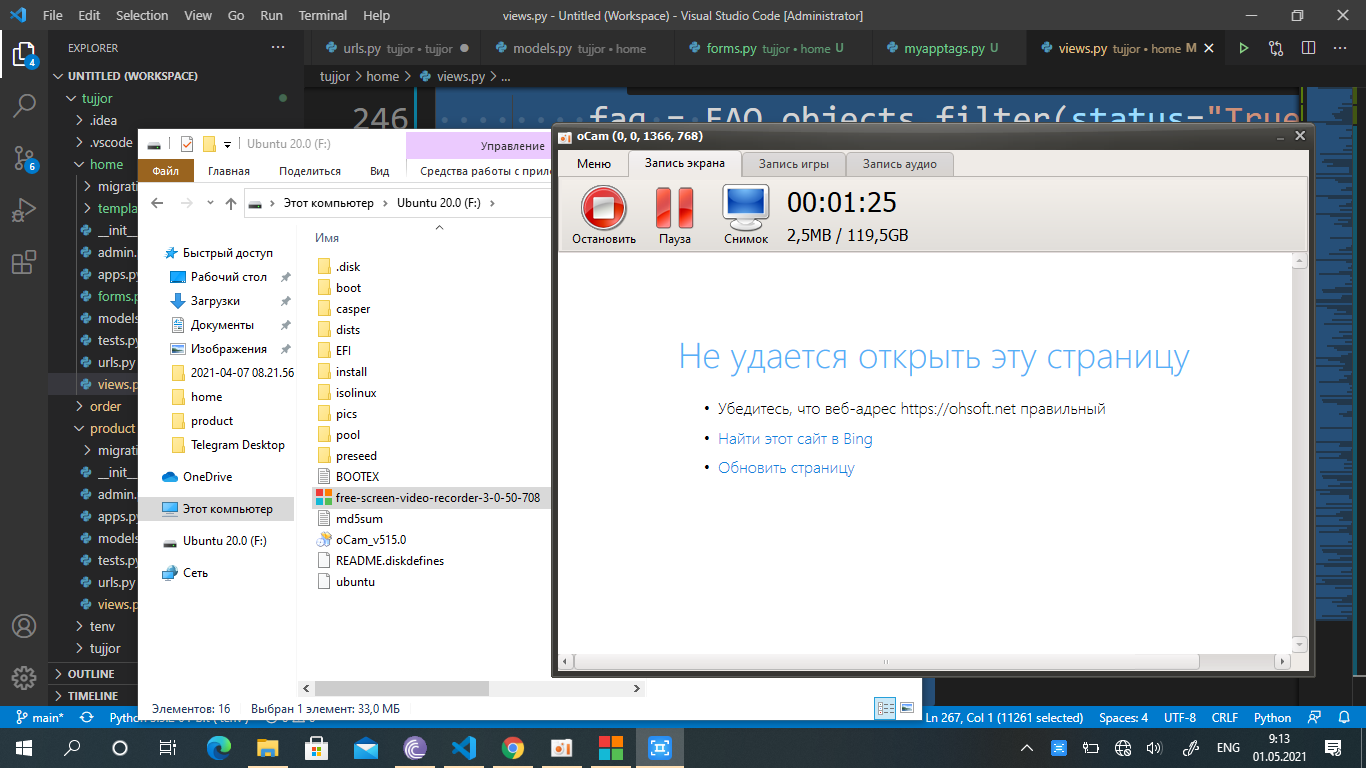 File Edit Selection View Go Run Terminal Help
views.py - Untitled (Workspace) - Visual Studio Code [Administrator]
EXPLORER
urls.py tujjor • tujjor
models.py tujjor • home
forms.py tujjor • home U
myapptags.py U
views.py tujjor • home M
UNTITLED (WORKSPACE)
tujjor > home > views.py > ...
tujjor
.idea
.vscode
home
migrati
templa
__init__
admin.
apps.py
forms.p
models
tests.py
urls.py
views.p
order
product
migrati
__init__
admin.
apps.py
models
tests.py
urls.py
views.p
tenv
tujjor
OUTLINE
TIMELINE
4
6
246
faq = FAQ.objects.filter(status="True
Ubuntu 20.0 (F:)
Управление
Файл
Главная
Поделиться
Вид
Средства работы с прил
Этот компьютер > Ubuntu 20.0 (F:) >
Имя
Быстрый доступ
Рабочий стол
Загрузки
Документы
Изображения
2021-04-07 08.21.56
home
product
Telegram Desktop
OneDrive
Этот компьютер
Ubuntu 20.0 (F:)
Сеть
.disk
boot
casper
dists
EFI
install
isolinux
pics
pool
preseed
BOOTEX
free-screen-video-recorder-3-0-50-708
md5sum
oCam_v515.0
README.diskdefines
ubuntu
Элементов: 16
Выбран 1 элемент: 33,0 МБ
oCam (0, 0, 1366, 768)
Меню
Запись экрана
Запись игры
Запись аудио
Остановить
Пауза
Снимок
00:01:25
2,5MB / 119,5GB
Не удается открыть эту страницу
• Убедитесь, что веб-адрес https://ohsoft.net правильный
• Найти этот сайт в Bing
• Обновить страницу
main*
Python
Ln 267, Col 1 (11261 selected)
Spaces: 4
UTF-8
CRLF
Python
ENG
9:13
01.05.2021